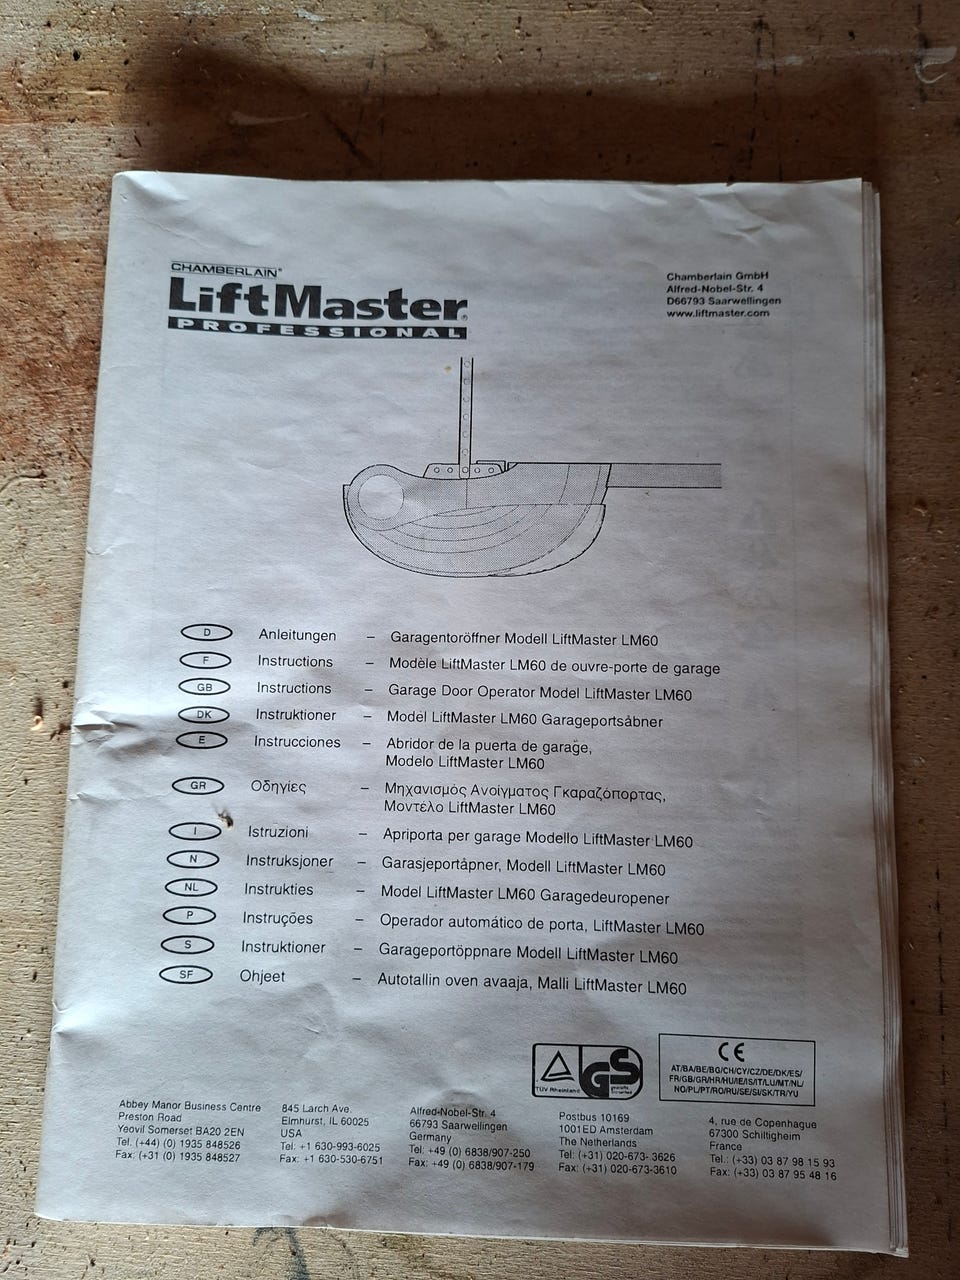 CHAMBERLAIN®
LiftMaster®
PROFESSIONAL
Chamberlain GmbH
Alfred-Nobel-Str. 4
D66793 Saarwellingen
www.liftmaster.com
D Anleitungen – Garagentoröffner Modell LiftMaster LM60
F Instructions – Modèle LiftMaster LM60 de ouvre-porte de garage
GB Instructions – Garage Door Operator Model LiftMaster LM60
DK Instruktioner – Model LiftMaster LM60 Garageportsåbner
E Instrucciones – Abridor de la puerta de garage,
Modelo LiftMaster LM60
GR Οδηγίες – Μηχανισμός Ανοίγματος Γκαραζόπορτας,
Μοντέλο LiftMaster LM60
I Istruzioni – Apriporta per garage Modello LiftMaster LM60
N Instruksjoner – Garasjeportåpner, Modell LiftMaster LM60
NL Instrukties – Model LiftMaster LM60 Garagedeuropener
P Instruções – Operador automático de porta, LiftMaster LM60
S Instruktioner – Garageportöppnare Modell LiftMaster LM60
SF Ohjeet – Autotallin oven avaaja, Malli LiftMaster LM60
TÜV Rheinland
GS
geprüfte
Sicherheit
CE
AT/BA/BE/BG/CH/CY/CZ/DE/DK/ES/
FR/GB/GR/HR/HU/IE/IS/IT/LU/MT/NL/
NO/PL/PT/RO/RU/SE/SI/SK/TR/YU
Abbey Manor Business Centre
Preston Road
Yeovil Somerset BA20 2EN
Tel. (+44) (0) 1935 848526
Fax: (+31 (0) 1935 848527
845 Larch Ave.
Elmhurst, IL 60025
USA
Tel: +1 630-993-6025
Fax: +1 630-530-6751
Alfred-Nobel-Str. 4
66793 Saarwellingen
Germany
Tel: +49 (0) 6838/907-250
Fax: +49 (0) 6838/907-179
Postbus 10169
1001ED Amsterdam
The Netherlands
Tel: (+31) 020-673- 3626
Fax: (+31) 020-673-3610
4, rue de Copenhague
67300 Schiltigheim
France
Tel.: (+33) 03 87 98 15 93
Fax: (+33) 03 87 95 48 16